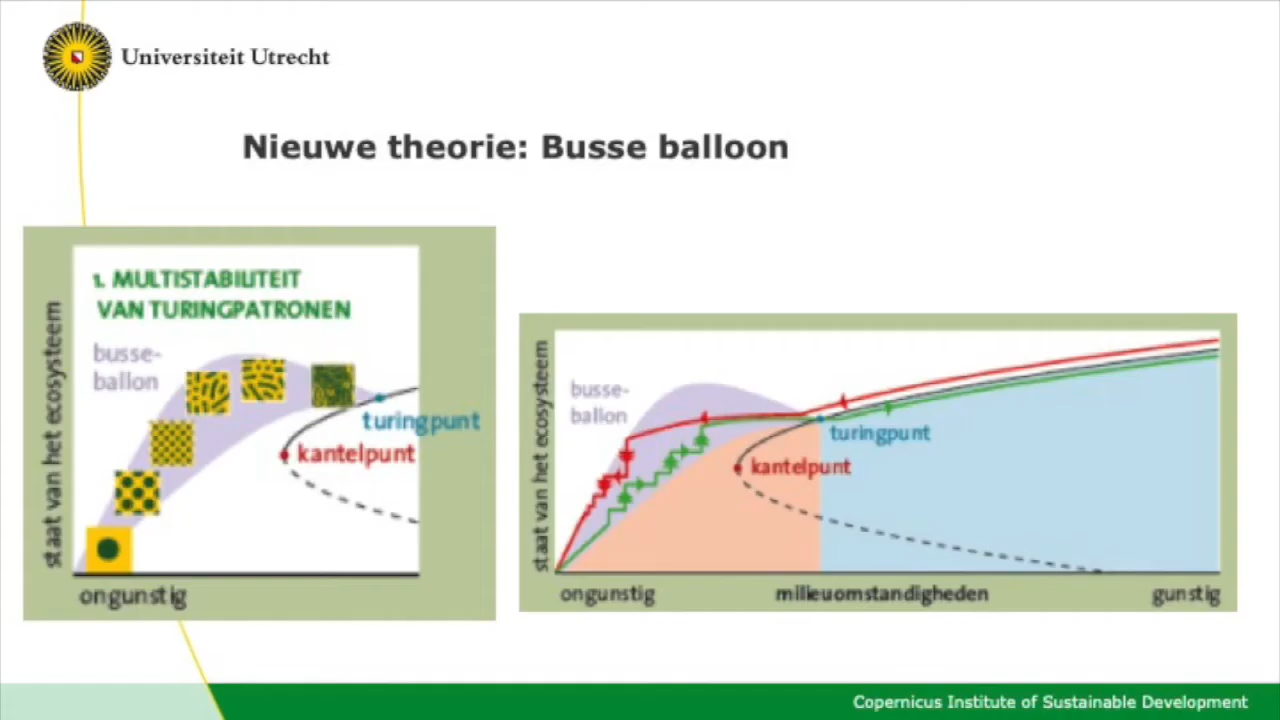 Universiteit Utrecht
Nieuwe theorie: Busse balloon
1. MULTISTABILITEIT
VAN TURINGPATRONEN
busse-
ballon
turingpunt
kantelpunt
staat van het ecosysteem
ongunstig
busse-
ballon
turingpunt
kantelpunt
staat van het ecosysteem
ongunstig
milieuomstandigheden
gunstig
Copernicus Institute of Sustainable Development